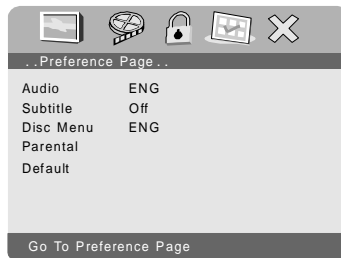 ..Preference Page..
Audio ENG
Subtitle Off
Disc Menu ENG
Parental
Default
Go To Preference Page